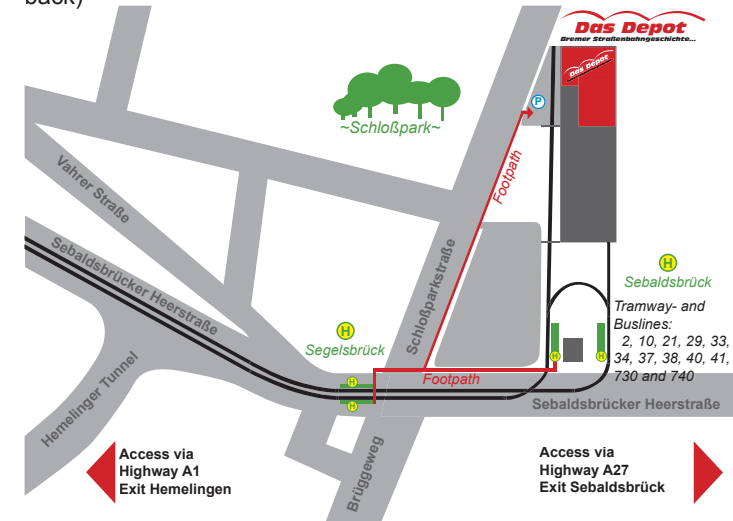 back)
Das Depot
Bremer Straßenbahngeschichte...
Das Depot
P
~Schloßpark~
Footpath
Vahrer Straße
Sebaldsbrücker Heerstraße
Schloßparkstraße
H
Sebaldsbrück
Tramway- and
Buslines:
2, 10, 21, 29, 33,
34, 37, 38, 40, 41,
730 and 740
H
Segelsbrück
H
H
H
H
Footpath
Hemelinger Tunnel
Sebaldsbrücker Heerstraße
Brüggeweg
Access via
Highway A1
Exit Hemelingen
Access via
Highway A27
Exit Sebaldsbrück